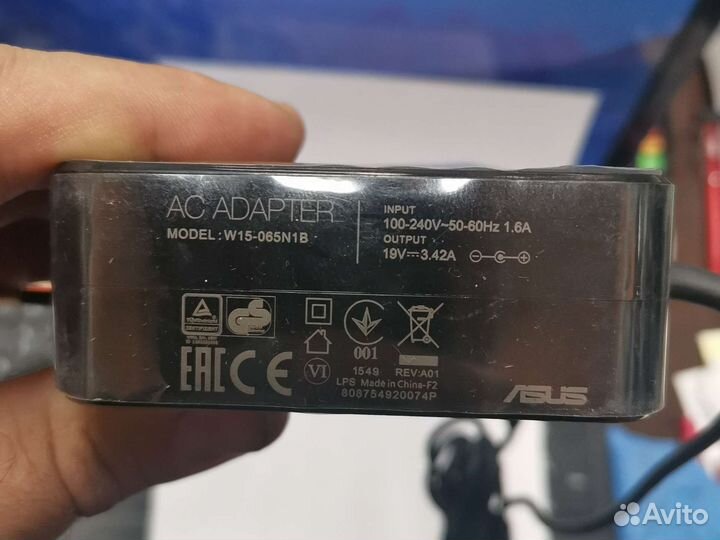 AC ADAPTER
MODEL: W15-065N1B
INPUT
100-240V~50-60Hz 1.6A
OUTPUT
19V⎓3.42A
EAC CE
VI
001
1549
REV:A01
LPS Made in China-F2
808754920074P
ASUS
Avito